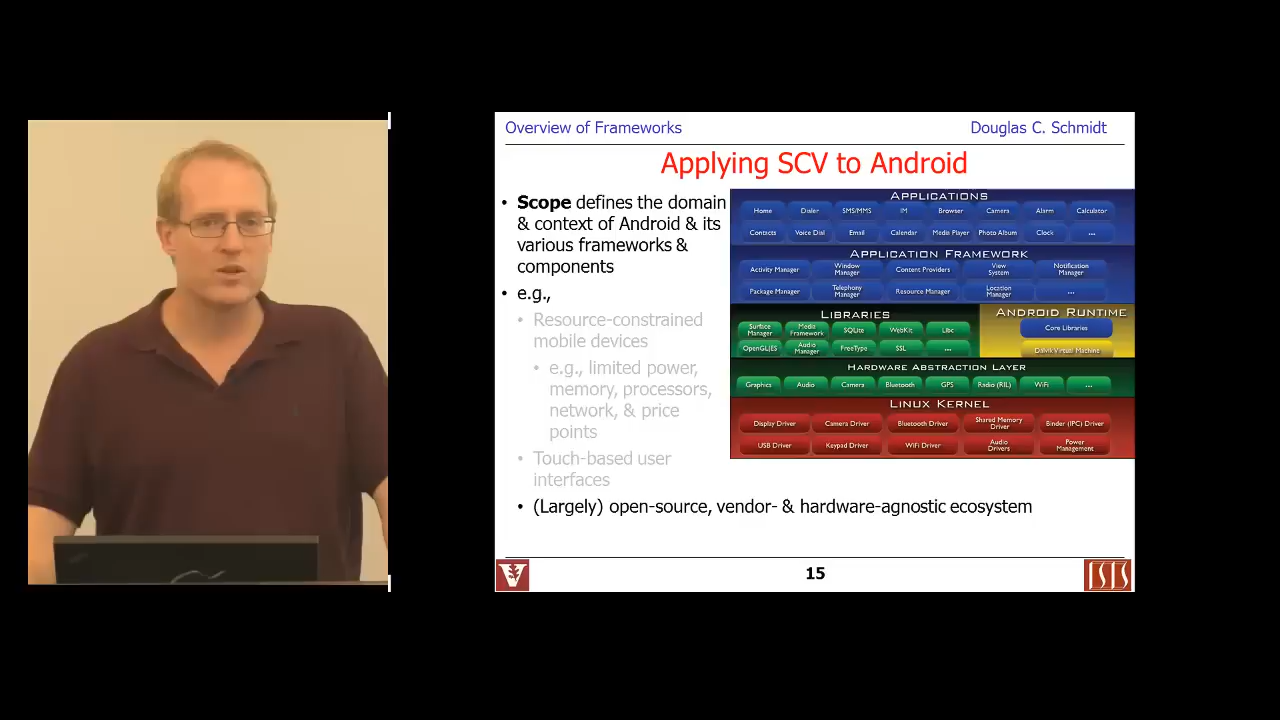 Overview of Frameworks
Douglas C. Schmidt
Applying SCV to Android
• Scope defines the domain
& context of Android & its
various frameworks &
components
• e.g.,
• Resource-constrained
mobile devices
• e.g., limited power,
memory, processors,
network, & price
points
• Touch-based user
interfaces
• (Largely) open-source, vendor- & hardware-agnostic ecosystem
APPLICATIONS
Home Dialer SMS/MMS IM Browser Camera Alarm Calculator
Contacts Voice Dial Email Calendar Media Player Photo Album Clock ...
APPLICATION FRAMEWORK
Activity Manager Window Manager Content Providers View System Notification Manager
Package Manager Telephony Manager Resource Manager Location Manager ...
LIBRARIES
Surface Manager Media Framework SQLite WebKit Libc
OpenGL|ES Audio Manager FreeType SSL ...
ANDROID RUNTIME
Core Libraries
Dalvik Virtual Machine
HARDWARE ABSTRACTION LAYER
Graphics Audio Camera Bluetooth GPS Radio (RIL) WiFi ...
LINUX KERNEL
Display Driver Camera Driver Bluetooth Driver Shared Memory Driver Binder (IPC) Driver
USB Driver Keypad Driver WiFi Driver Audio Drivers Power Management
V
15
ISIS